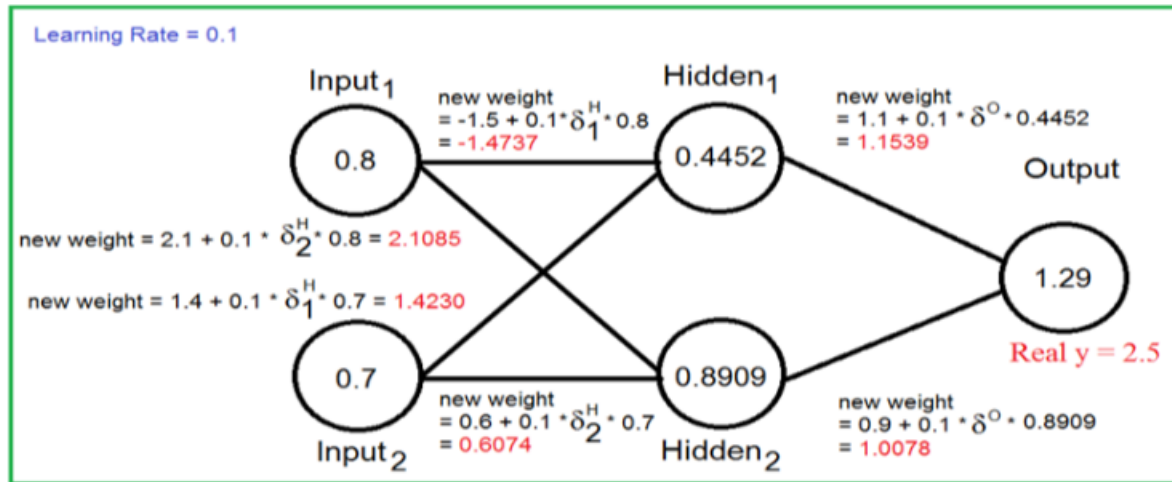 Learning Rate = 0.1
Input₁
Hidden₁
new weight
= -1.5 + 0.1*δ₁ᴴ* 0.8
= -1.4737
new weight
= 1.1 + 0.1 * δᴼ * 0.4452
= 1.1539
0.8
0.4452
Output
new weight = 2.1 + 0.1 * δ₂ᴴ* 0.8 = 2.1085
new weight = 1.4 + 0.1 * δ₁ᴴ* 0.7 = 1.4230
1.29
Real y = 2.5
0.7
0.8909
new weight
= 0.6 + 0.1 *δ₂ᴴ* 0.7
= 0.6074
new weight
= 0.9 + 0.1 * δᴼ * 0.8909
= 1.0078
Input₂
Hidden₂